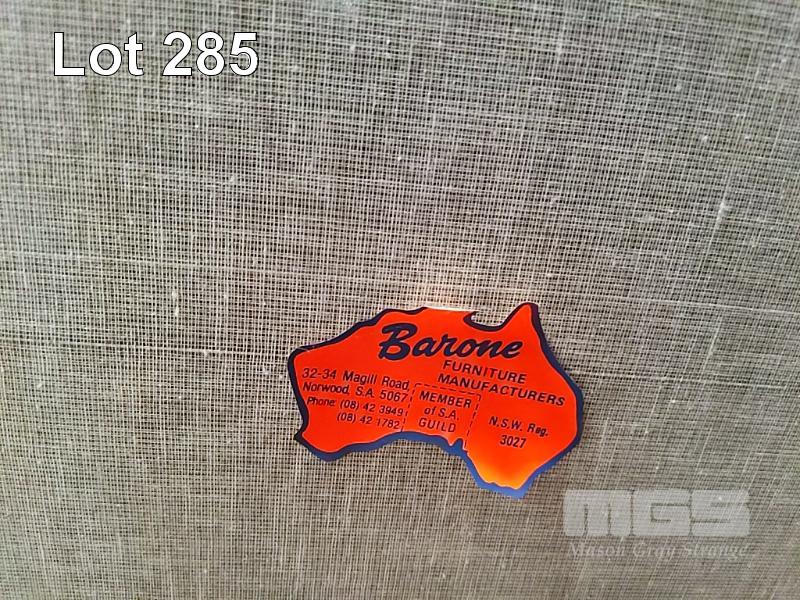 Lot 285
Barone
FURNITURE
MANUFACTURERS
32-34 Magill Road
Norwood, S.A. 5067
Phone: (08) 42 3949
(08) 42 1782
MEMBER
of S.A.
GUILD
N.S.W. Reg.
3027
MGS
Mason Gray Strange